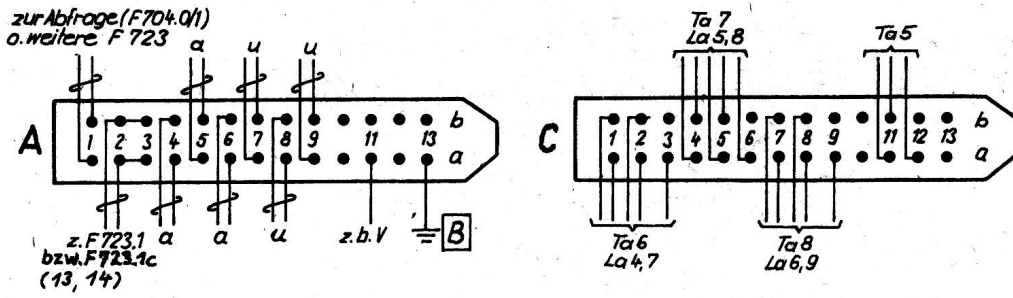 zur Abfrage (F704.0/1)
o. weitere F 723
a u u
A
1 2 3 4 5 6 7 8 9 11 13
b
a
z. F723.1
bzw. F723.1c
(13, 14)
a a u z.b.V B
Ta 7
La 5,8
Ta 5
C
1 2 3 4 5 6 7 8 9 11 12 13
b
a
Ta 6
La 4,7
Ta 8
La 6,9